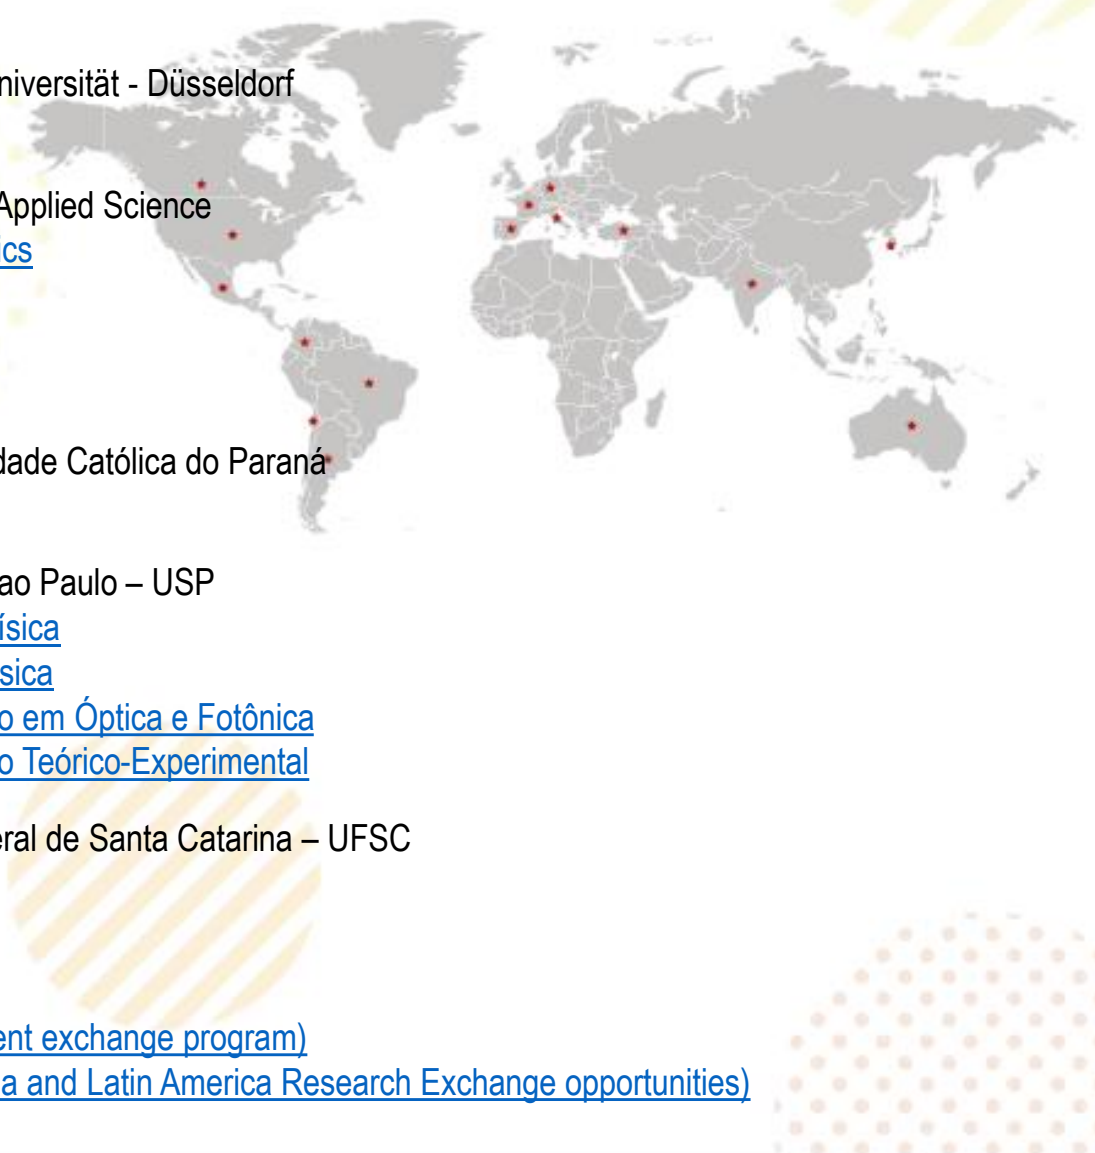 niversität - Düsseldorf
Applied Science
ics
dade Católica do Paraná
ao Paulo – USP
ísica
sica
o em Óptica e Fotônica
o Teórico-Experimental
eral de Santa Catarina – UFSC
ent exchange program)
a and Latin America Research Exchange opportunities)